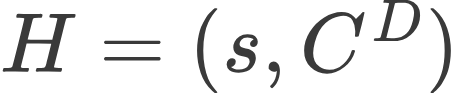 H = (s, C^D)